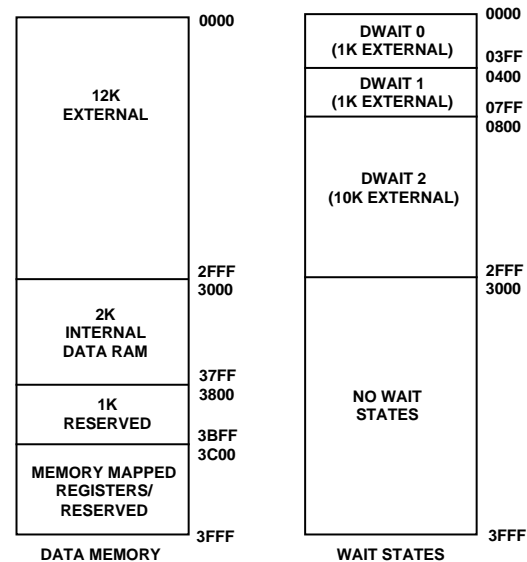 0000
12K
EXTERNAL
2FFF
3000
2K
INTERNAL
DATA RAM
37FF
3800
1K
RESERVED
3BFF
3C00
MEMORY MAPPED
REGISTERS/
RESERVED
3FFF
DATA MEMORY
0000
DWAIT 0
(1K EXTERNAL)
03FF
0400
DWAIT 1
(1K EXTERNAL)
07FF
0800
DWAIT 2
(10K EXTERNAL)
2FFF
3000
NO WAIT
STATES
3FFF
WAIT STATES